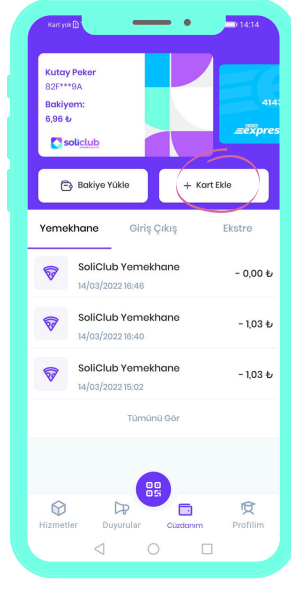 Kart yok
14:14
Kutay Peker
82F***9A
Bakiyem:
6,96 ₺
soliclub
4143
express
Bakiye Yükle
+ Kart Ekle
Yemekhane
Giriş Çıkış
Ekstre
SoliClub Yemekhane
14/03/2022 16:46
- 0,00 ₺
SoliClub Yemekhane
14/03/2022 16:40
- 1,03 ₺
SoliClub Yemekhane
14/03/2022 15:02
- 1,03 ₺
Tümünü Gör
Hizmetler
Duyurular
Cüzdanım
Profilim